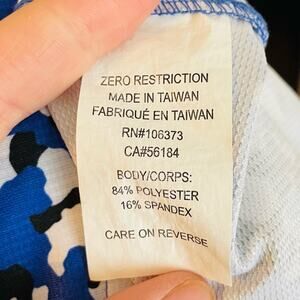 ZERO RESTRICTION
MADE IN TAIWAN
FABRIQUÉ EN TAIWAN
RN#106373
CA#56184
BODY/CORPS:
84% POLYESTER
16% SPANDEX
CARE ON REVERSE